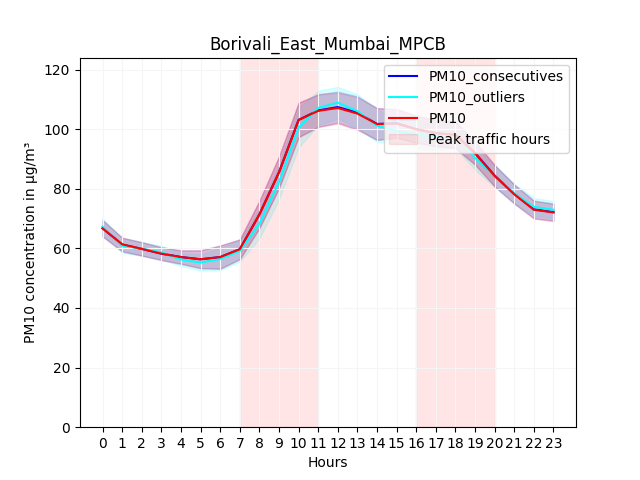 Borivali_East_Mumbai_MPCB
PM10_consecutives
PM10_outliers
PM10
Peak traffic hours
PM10 concentration in µg/m³
120
100
80
60
40
20
0
0 1 2 3 4 5 6 7 8 9 10 11 12 13 14 15 16 17 18 19 20 21 22 23
Hours